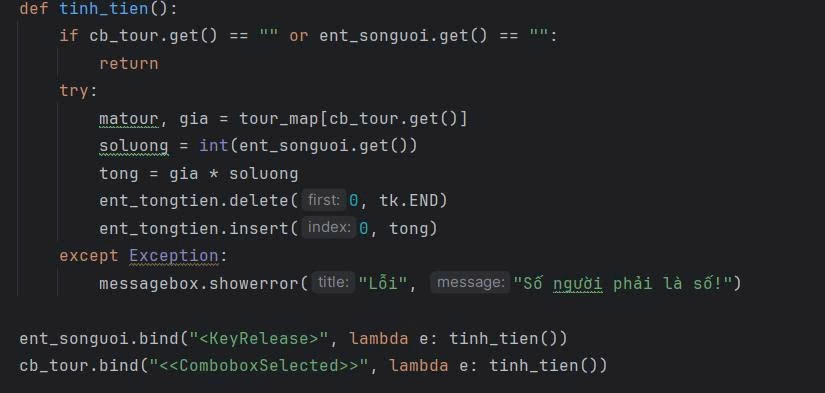 def tinh_tien():
    if cb_tour.get() == "" or ent_songuoi.get() == "":
        return
    try:
        matour, gia = tour_map[cb_tour.get()]
        soluong = int(ent_songuoi.get())
        tong = gia * soluong
        ent_tongtien.delete( first: 0, tk.END)
        ent_tongtien.insert( index: 0, tong)
    except Exception:
        messagebox.showerror( title: "Lỗi", message: "Số người phải là số!")
ent_songuoi.bind("<KeyRelease>", lambda e: tinh_tien())
cb_tour.bind("<<ComboboxSelected>>", lambda e: tinh_tien())